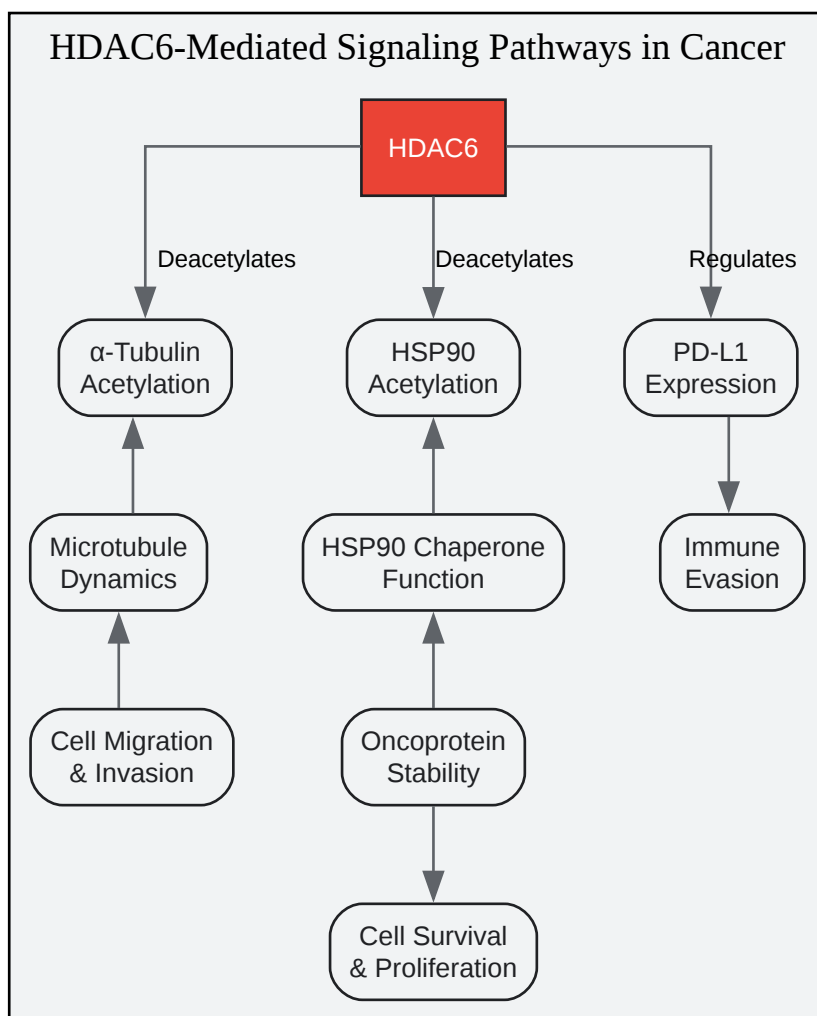 HDAC6-Mediated Signaling Pathways in Cancer
HDAC6
Deacetylates
Deacetylates
Regulates
α-Tubulin
Acetylation
HSP90
Acetylation
PD-L1
Expression
Microtubule
Dynamics
HSP90 Chaperone
Function
Immune
Evasion
Cell Migration
& Invasion
Oncoprotein
Stability
Cell Survival
& Proliferation